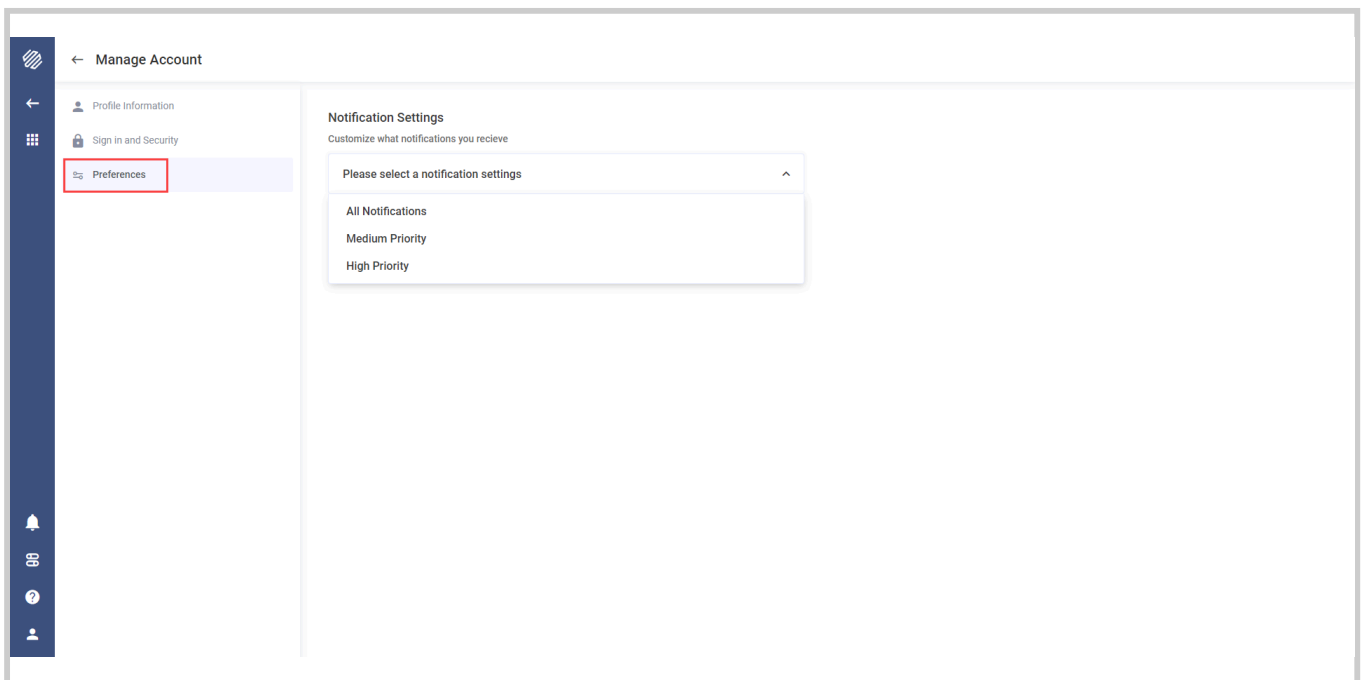 Manage Account
Profile Information
Sign in and Security
Preferences
Notification Settings
Customize what notifications you recieve
Please select a notification settings
All Notifications
Medium Priority
High Priority